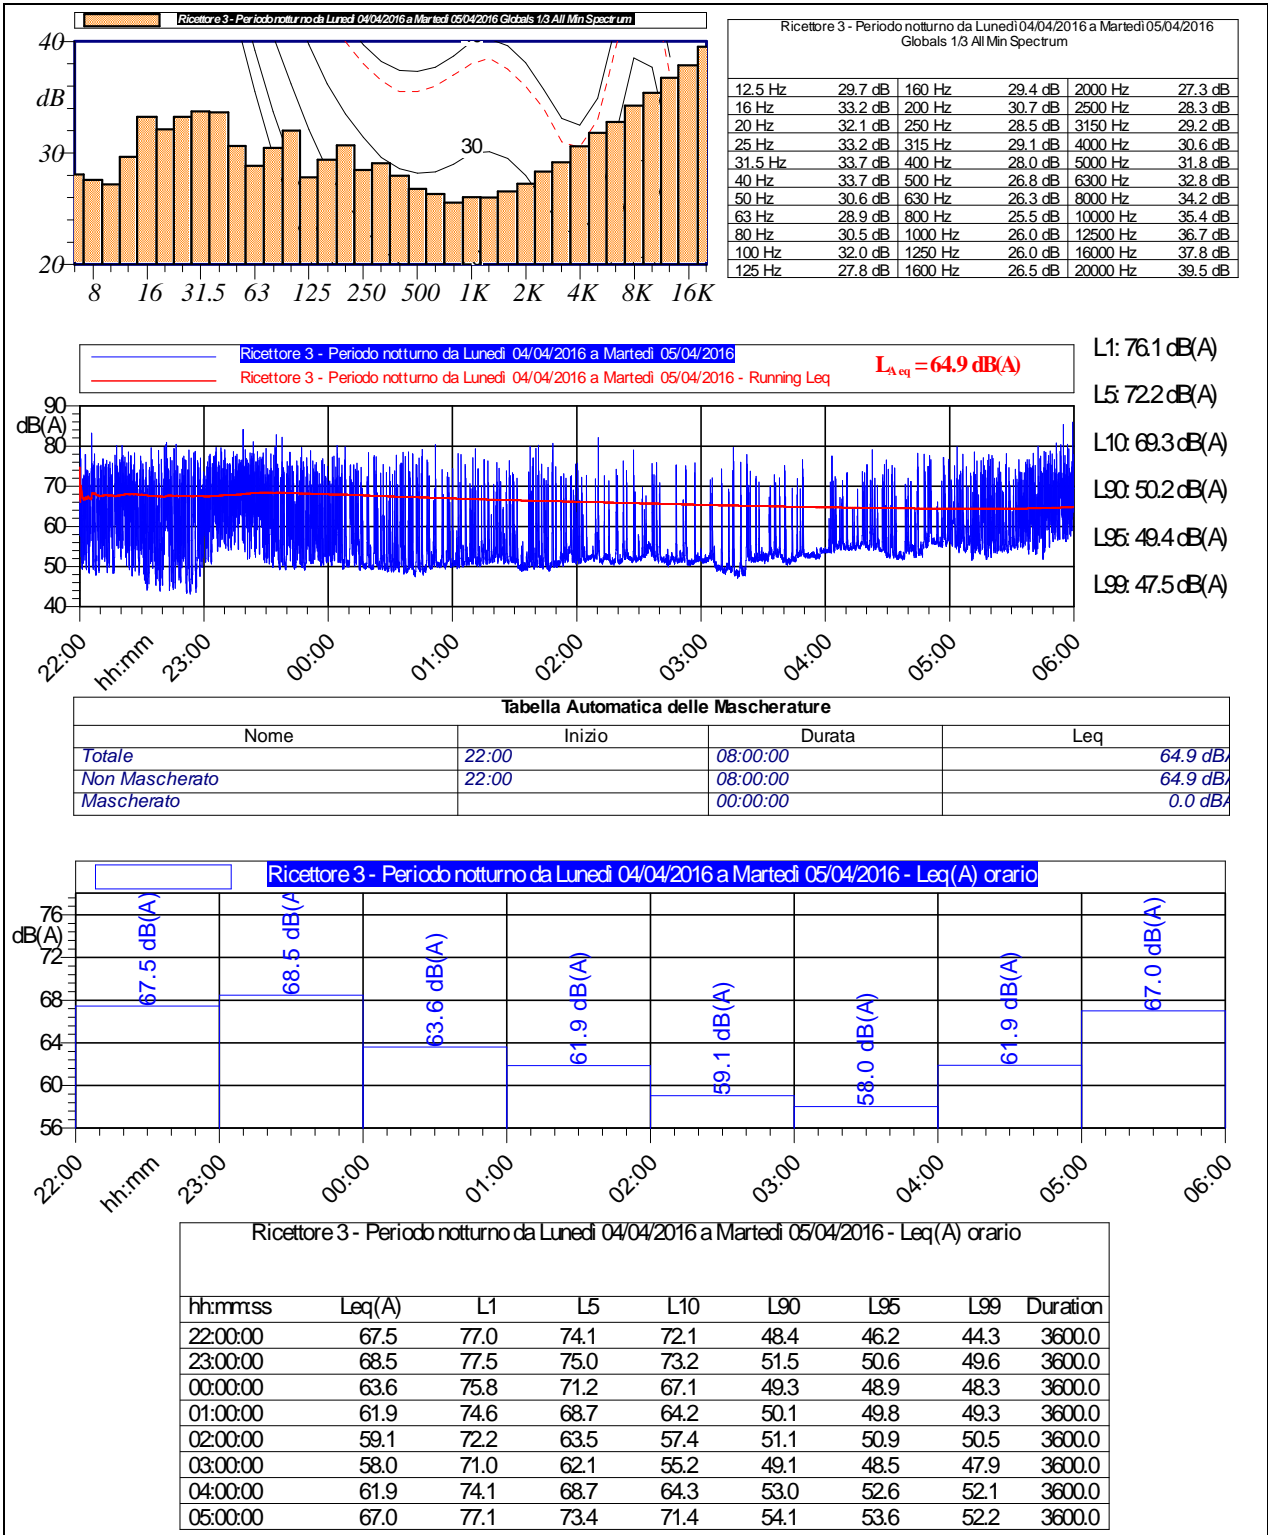 Ricettore 3 - Periodo notturno da Lunedì 04/04/2016 a Martedì 05/04/2016 Globals 1/3 All Min Spectrum
40
dB
30
20
30
8 16 31.5 63 125 250 500 1K 2K 4K 8K 16K
Ricettore 3 - Periodo notturno da Lunedì 04/04/2016 a Martedì 05/04/2016
Globals 1/3 All Min Spectrum
12.5 Hz 29.7 dB 160 Hz 29.4 dB 2000 Hz 27.3 dB
16 Hz 33.2 dB 200 Hz 30.7 dB 2500 Hz 28.3 dB
20 Hz 32.1 dB 250 Hz 28.5 dB 3150 Hz 29.2 dB
25 Hz 33.2 dB 315 Hz 29.1 dB 4000 Hz 30.6 dB
31.5 Hz 33.7 dB 400 Hz 28.0 dB 5000 Hz 31.8 dB
40 Hz 33.7 dB 500 Hz 26.8 dB 6300 Hz 32.8 dB
50 Hz 30.6 dB 630 Hz 26.3 dB 8000 Hz 34.2 dB
63 Hz 28.9 dB 800 Hz 25.5 dB 10000 Hz 35.4 dB
80 Hz 30.5 dB 1000 Hz 26.0 dB 12500 Hz 36.7 dB
100 Hz 32.0 dB 1250 Hz 26.0 dB 16000 Hz 37.8 dB
125 Hz 27.8 dB 1600 Hz 26.5 dB 20000 Hz 39.5 dB
Ricettore 3 - Periodo notturno da Lunedì 04/04/2016 a Martedì 05/04/2016
Ricettore 3 - Periodo notturno da Lunedì 04/04/2016 a Martedì 05/04/2016 - Running Leq
LA eq = 64.9 dB(A)
90
dB(A)
80
70
60
50
40
22:00 hh:mm 23:00 00:00 01:00 02:00 03:00 04:00 05:00 06:00
L1: 76.1 dB(A)
L5: 72.2 dB(A)
L10: 69.3 dB(A)
L90: 50.2 dB(A)
L95: 49.4 dB(A)
L99: 47.5 dB(A)
Tabella Automatica delle Mascherature
Nome Inizio Durata Leq
Totale 22:00 08:00:00 64.9 dBA
Non Mascherato 22:00 08:00:00 64.9 dBA
Mascherato 00:00:00 0.0 dBA
Ricettore 3 - Periodo notturno da Lunedì 04/04/2016 a Martedì 05/04/2016 - Leq(A) orario
76
dB(A)
72
68
64
60
56
67.5 dB(A) 68.5 dB(A) 63.6 dB(A) 61.9 dB(A) 59.1 dB(A) 58.0 dB(A) 61.9 dB(A) 67.0 dB(A)
22:00 hh:mm 23:00 00:00 01:00 02:00 03:00 04:00 05:00 06:00
Ricettore 3 - Periodo notturno da Lunedì 04/04/2016 a Martedì 05/04/2016 - Leq(A) orario
hh:mm:ss Leq(A) L1 L5 L10 L90 L95 L99 Duration
22:00:00 67.5 77.0 74.1 72.1 48.4 46.2 44.3 3600.0
23:00:00 68.5 77.5 75.0 73.2 51.5 50.6 49.6 3600.0
00:00:00 63.6 75.8 71.2 67.1 49.3 48.9 48.3 3600.0
01:00:00 61.9 74.6 68.7 64.2 50.1 49.8 49.3 3600.0
02:00:00 59.1 72.2 63.5 57.4 51.1 50.9 50.5 3600.0
03:00:00 58.0 71.0 62.1 55.2 49.1 48.5 47.9 3600.0
04:00:00 61.9 74.1 68.7 64.3 53.0 52.6 52.1 3600.0
05:00:00 67.0 77.1 73.4 71.4 54.1 53.6 52.2 3600.0